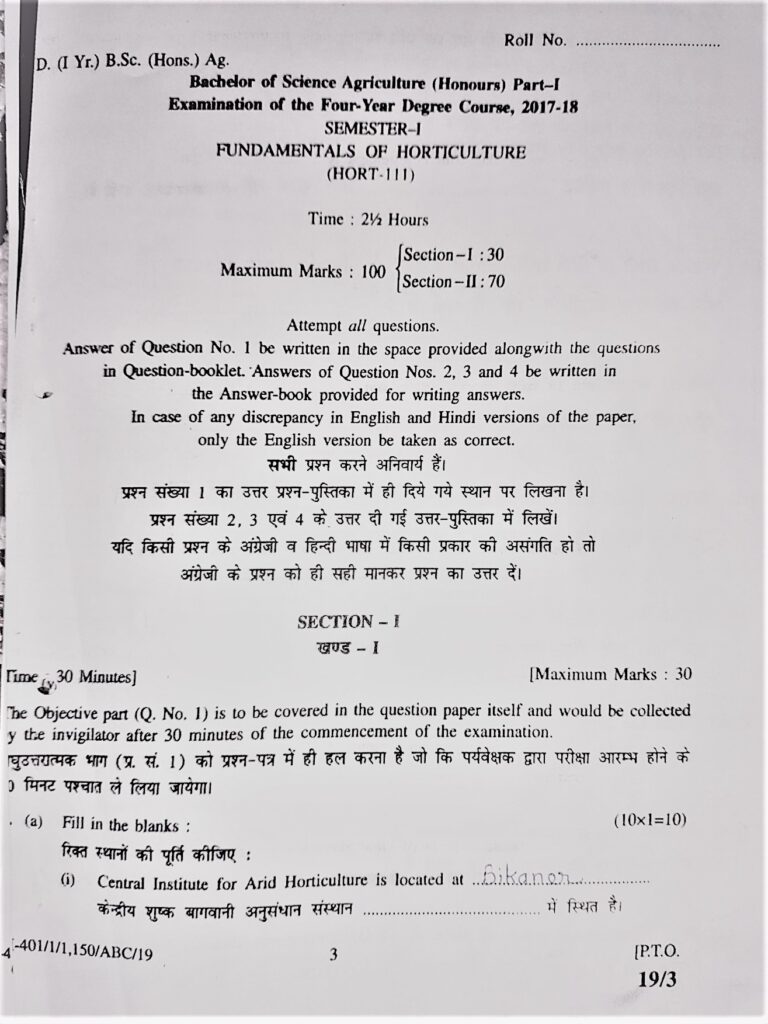 Roll No. ................................
D. (I Yr.) B.Sc. (Hons.) Ag.
Bachelor of Science Agriculture (Honours) Part–I
Examination of the Four-Year Degree Course, 2017-18
SEMESTER–I
FUNDAMENTALS OF HORTICULTURE
(HORT-111)
Time : 2½ Hours
Maximum Marks : 100 { Section–I : 30
Section–II : 70
Attempt all questions.
Answer of Question No. 1 be written in the space provided alongwith the questions
in Question-booklet. Answers of Question Nos. 2, 3 and 4 be written in
the Answer-book provided for writing answers.
In case of any discrepancy in English and Hindi versions of the paper,
only the English version be taken as correct.
सभी प्रश्न करने अनिवार्य हैं।
प्रश्न संख्या 1 का उत्तर प्रश्न-पुस्तिका में ही दिये गये स्थान पर लिखना है।
प्रश्न संख्या 2, 3 एवं 4 के उत्तर दी गई उत्तर-पुस्तिका में लिखें।
यदि किसी प्रश्न के अंग्रेजी व हिन्दी भाषा में किसी प्रकार की असंगति हो तो
अंग्रेजी के प्रश्न को ही सही मानकर प्रश्न का उत्तर दें।
SECTION – I
खण्ड – I
Time : 30 Minutes] [Maximum Marks : 30
The Objective part (Q. No. 1) is to be covered in the question paper itself and would be collected
y the invigilator after 30 minutes of the commencement of the examination.
घुउत्तरात्मक भाग (प्र. सं. 1) को प्रश्न-पत्र में ही हल करना है जो कि पर्यवेक्षक द्वारा परीक्षा आरम्भ होने के
0 मिनट पश्चात ले लिया जायेगा।
. (a) Fill in the blanks : (10×1=10)
रिक्त स्थानों की पूर्ति कीजिए :
(i) Central Institute for Arid Horticulture is located at ...Bikaner................
केन्द्रीय शुष्क बागवानी अनुसंधान संस्थान ........................................ में स्थित है।
-401/1/1,150/ABC/19 3 [P.T.O.
19/3